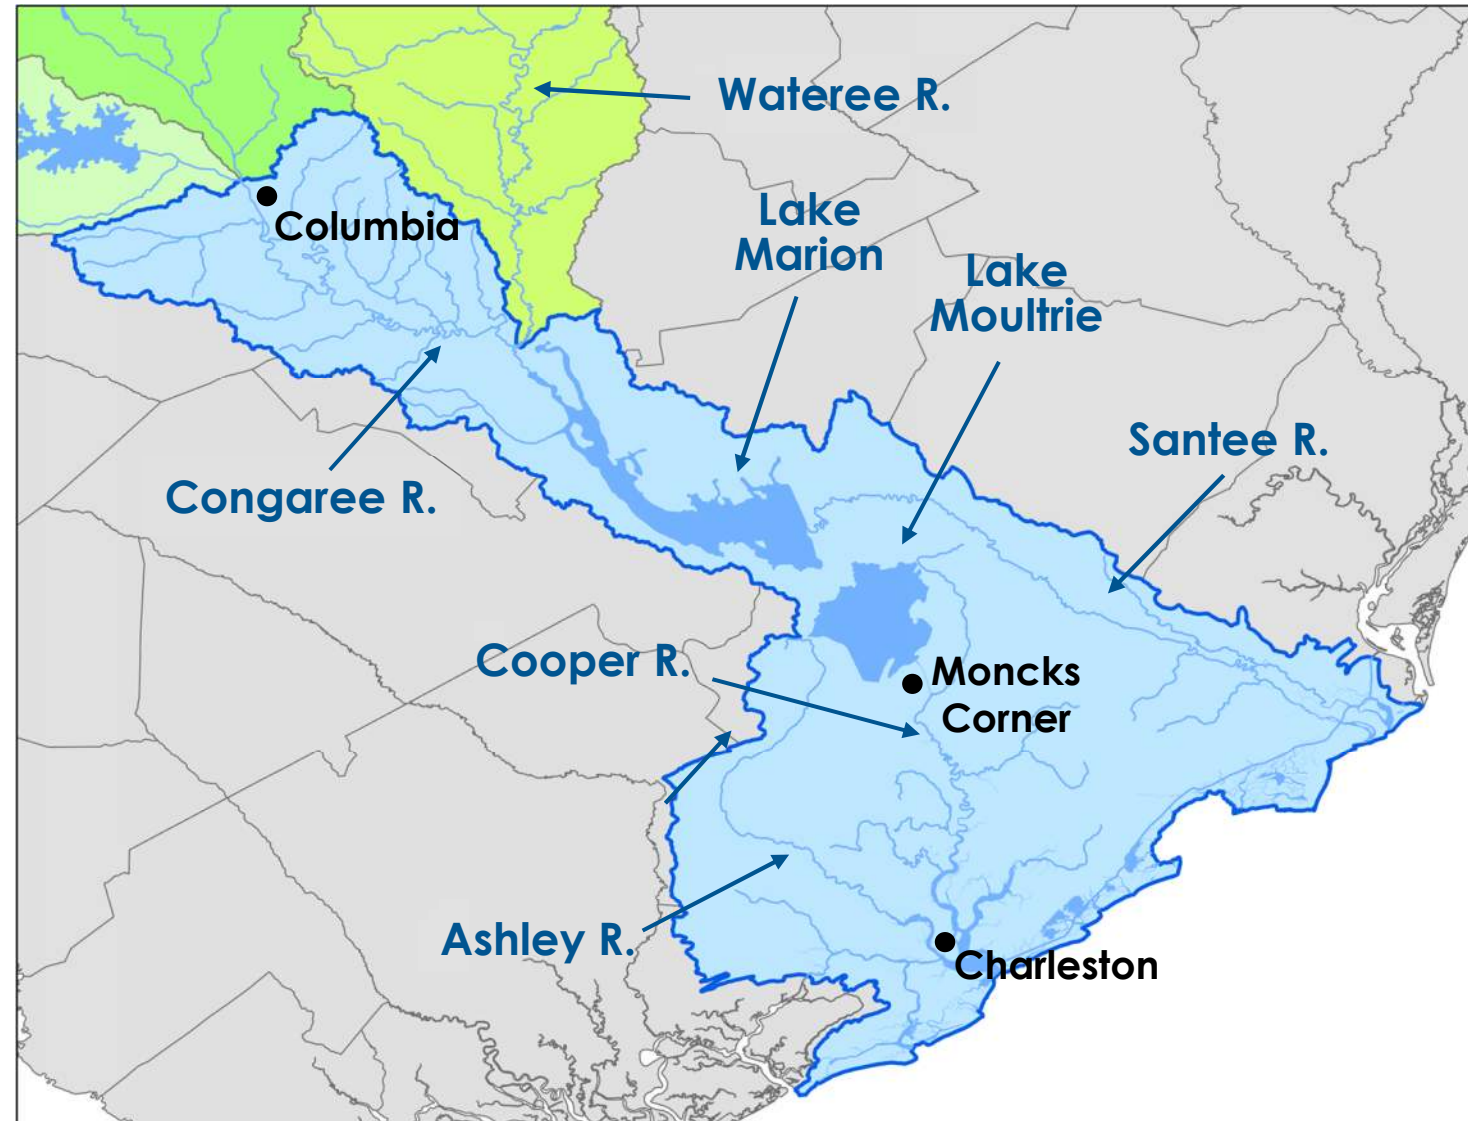 Wateree R.
Lake
Marion
Columbia
Lake
Moultrie
Santee R.
Congaree R.
Cooper R.
Moncks
Corner
Ashley R.
Charleston